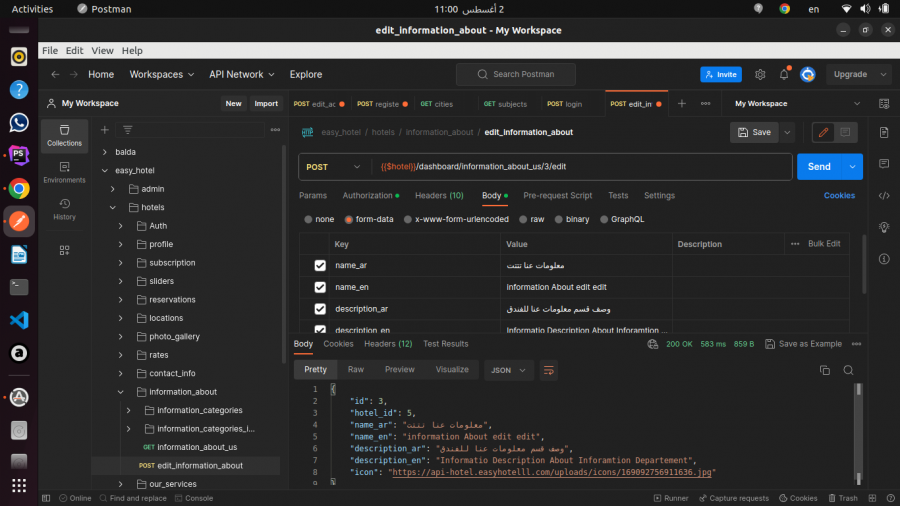 Activities
Postman
2 أغسطس 11:00
en
edit_information_about - My Workspace
File Edit View Help
Home Workspaces API Network Explore
Search Postman
Invite
Upgrade
My Workspace
New Import
POST edit_ac
POST registe
GET cities
GET subjects
POST login
POST edit_in
My Workspace
Collections
Environments
History
balda
easy_hotel
admin
hotels
Auth
profile
subscription
sliders
reservations
locations
photo_gallery
rates
contact_info
information_about
information_categories
information_categories_i...
GET information_about_us
POST edit_information_about
our_services
easy_hotel / hotels / information_about / edit_information_about
Save
POST
{{$hotel}}/dashboard/information_about_us/3/edit
Send
Params Authorization Headers (10) Body Pre-request Script Tests Settings
Cookies
none form-data x-www-form-urlencoded raw binary GraphQL
Key Value Description Bulk Edit
name_ar معلومات عنا تتتت
name_en information About edit edit
description_ar وصف قسم معلومات عنا للفندق
description_en Informatio Description About Inforamtion ...
Body Cookies Headers (12) Test Results
200 OK 583 ms 859 B
Save as Example
Pretty Raw Preview Visualize JSON
1 {
2 "id": 3,
3 "hotel_id": 5,
4 "name_ar": "معلومات عنا تتتت",
5 "name_en": "information About edit edit",
6 "description_ar": "وصف قسم معلومات عنا للفندق",
7 "description_en": "Informatio Description About Inforamtion Departement",
8 "icon": "https://api-hotel.easyhotelll.com/uploads/icons/169092756911636.jpg"
}
Online Find and replace Console
Runner Capture requests Cookies Trash